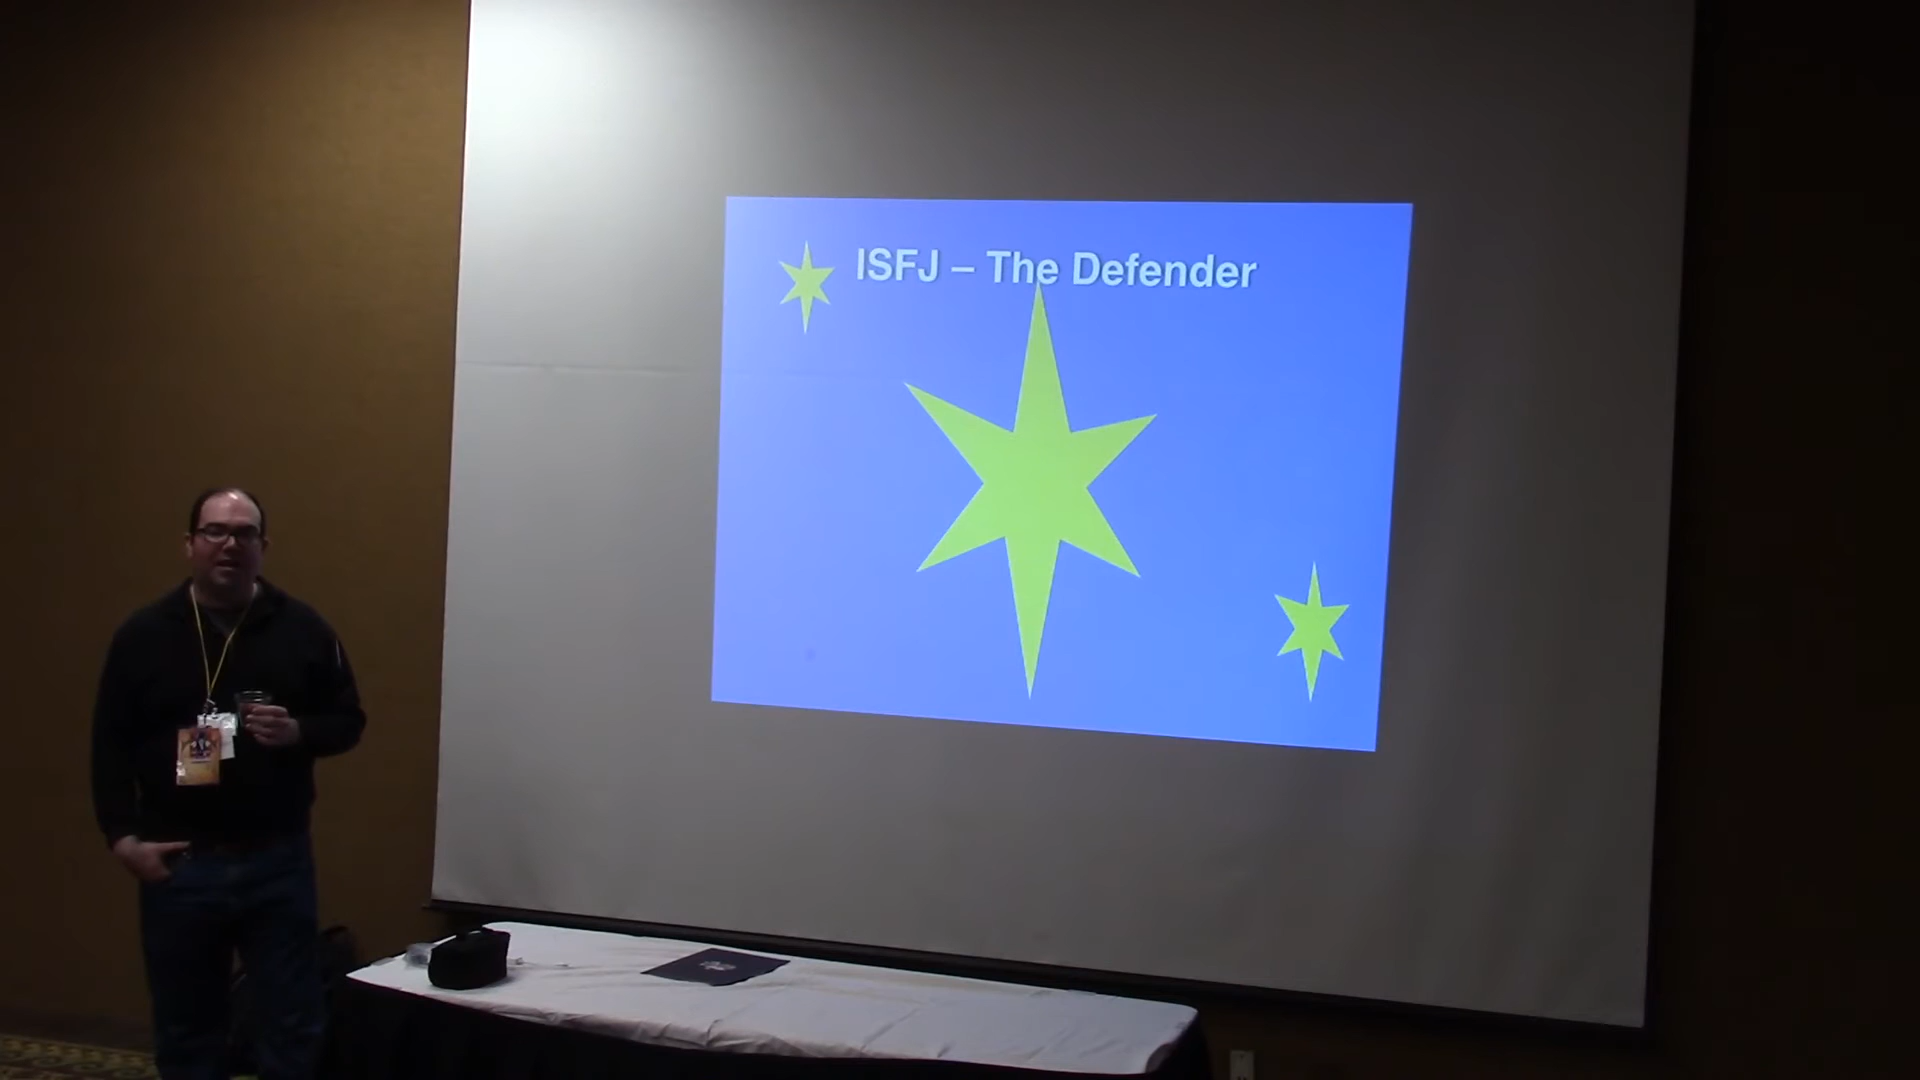 ISFJ – The Defender